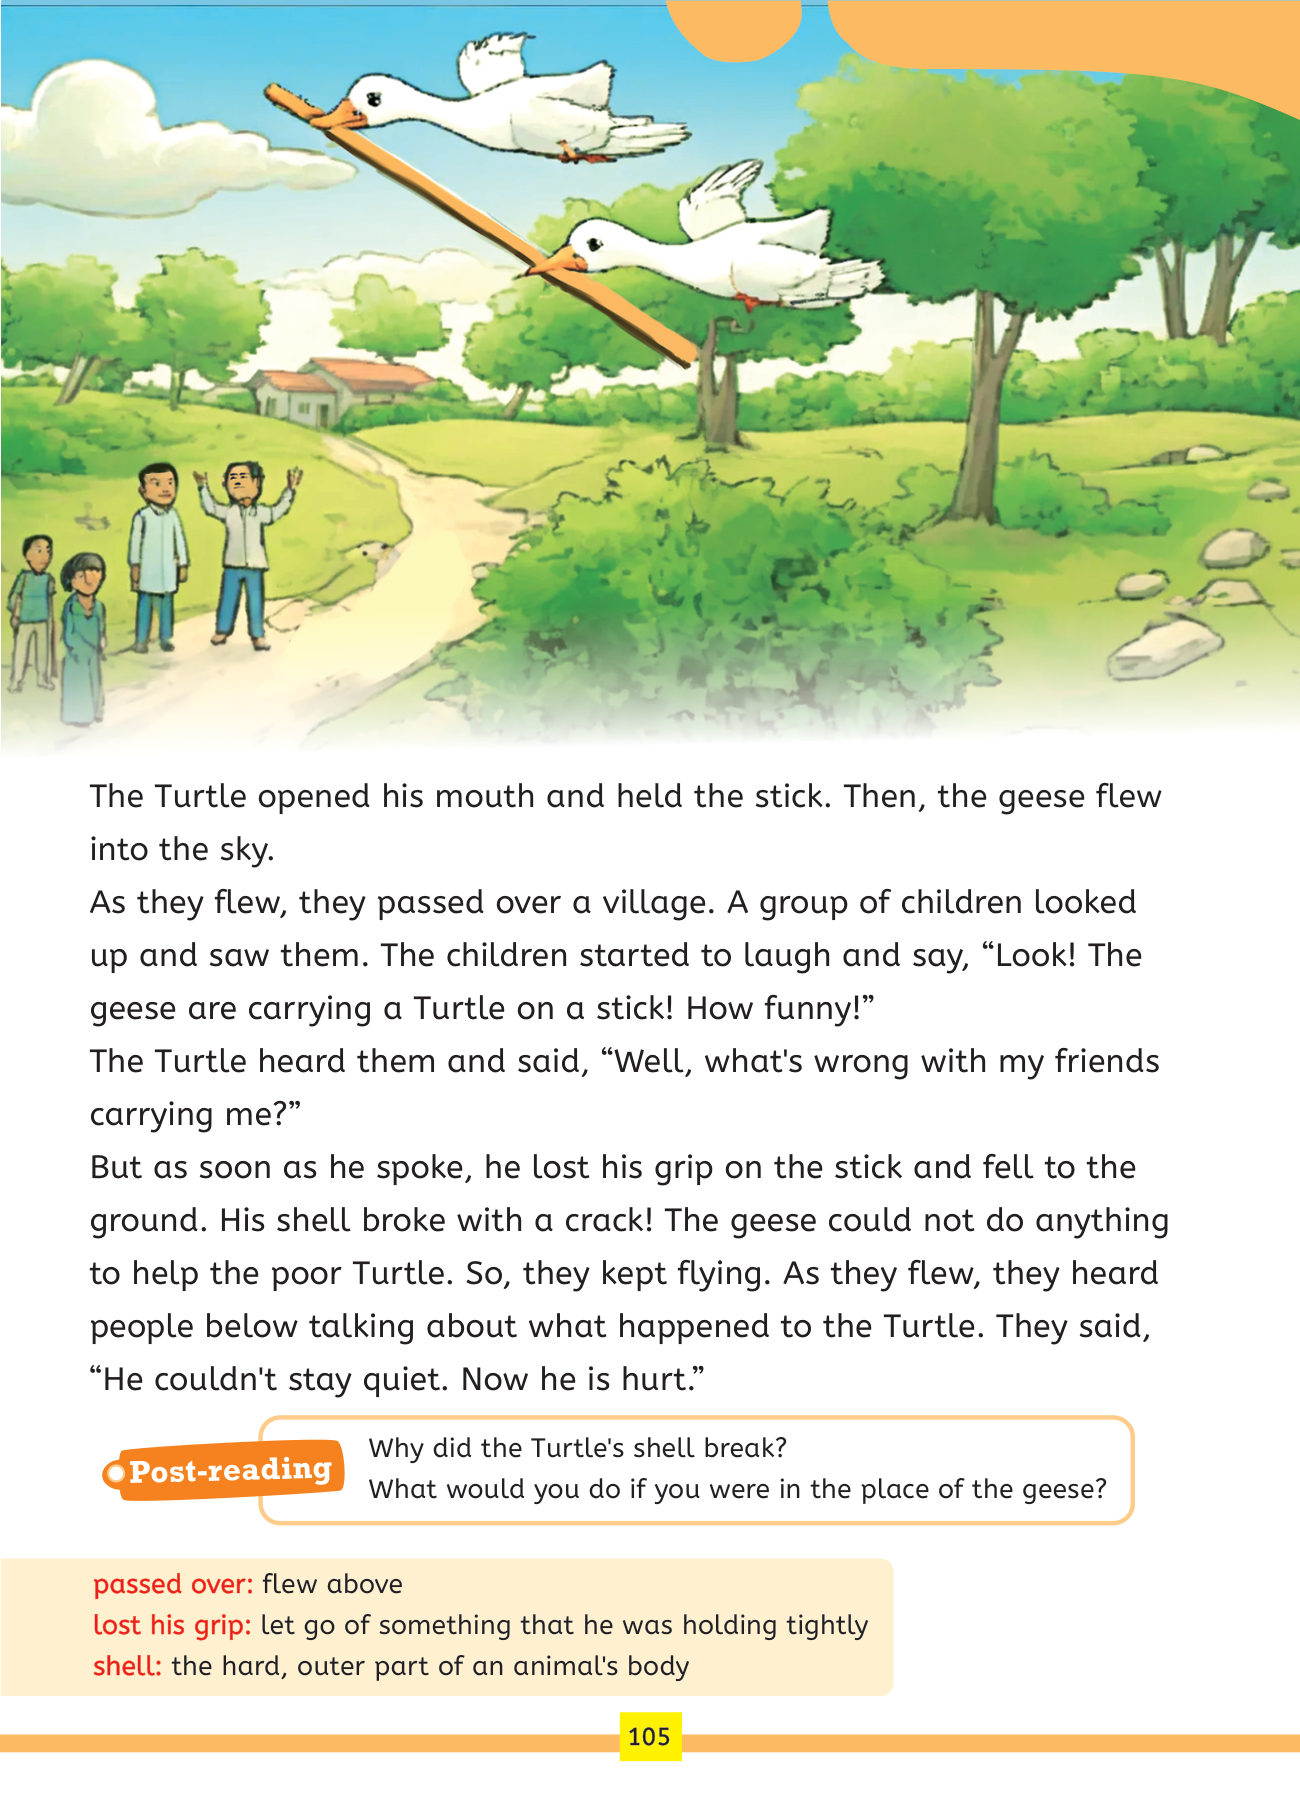 The Turtle opened his mouth and held the stick. Then, the geese flew
into the sky.
As they flew, they passed over a village. A group of children looked
up and saw them. The children started to laugh and say, “Look! The
geese are carrying a Turtle on a stick! How funny!”
The Turtle heard them and said, “Well, what's wrong with my friends
carrying me?”
But as soon as he spoke, he lost his grip on the stick and fell to the
ground. His shell broke with a crack! The geese could not do anything
to help the poor Turtle. So, they kept flying. As they flew, they heard
people below talking about what happened to the Turtle. They said,
“He couldn't stay quiet. Now he is hurt.”
Post-reading
Why did the Turtle's shell break?
What would you do if you were in the place of the geese?
passed over: flew above
lost his grip: let go of something that he was holding tightly
shell: the hard, outer part of an animal's body
105